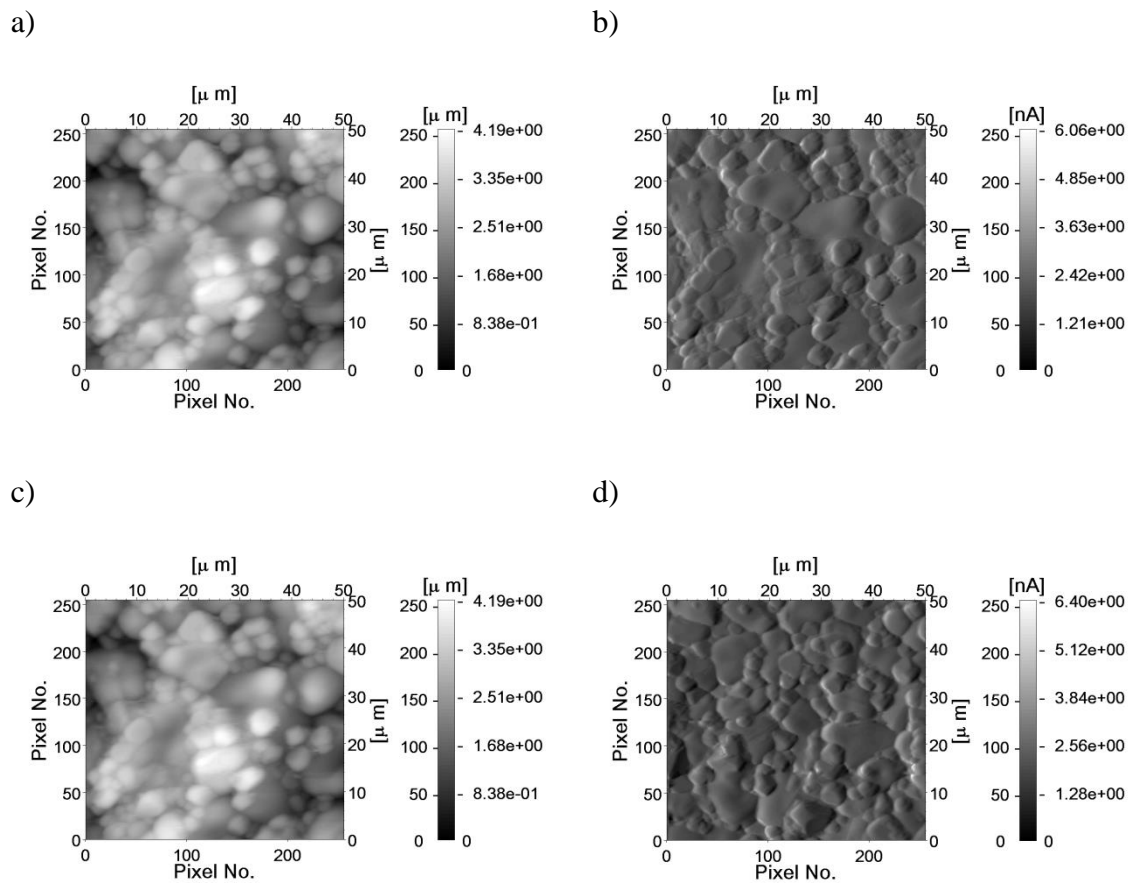 a)
[μ m]
0 10 20 30 40 50
[μ m]
250 200 150 100 50 0
Pixel No.
50 40 30 20 10 0
[μ m]
250 200 150 100 50 0
4.19e+00
3.35e+00
2.51e+00
1.68e+00
8.38e-01
0
0 100 200
Pixel No.
b)
[μ m]
0 10 20 30 40 50
[nA]
250 200 150 100 50 0
Pixel No.
50 40 30 20 10 0
[μ m]
250 200 150 100 50 0
6.06e+00
4.85e+00
3.63e+00
2.42e+00
1.21e+00
0
0 100 200
Pixel No.
c)
[μ m]
0 10 20 30 40 50
[μ m]
250 200 150 100 50 0
Pixel No.
50 40 30 20 10 0
[μ m]
250 200 150 100 50 0
4.19e+00
3.35e+00
2.51e+00
1.68e+00
8.38e-01
0
0 100 200
Pixel No.
d)
[μ m]
0 10 20 30 40 50
[nA]
250 200 150 100 50 0
Pixel No.
50 40 30 20 10 0
[μ m]
250 200 150 100 50 0
6.40e+00
5.12e+00
3.84e+00
2.56e+00
1.28e+00
0
0 100 200
Pixel No.